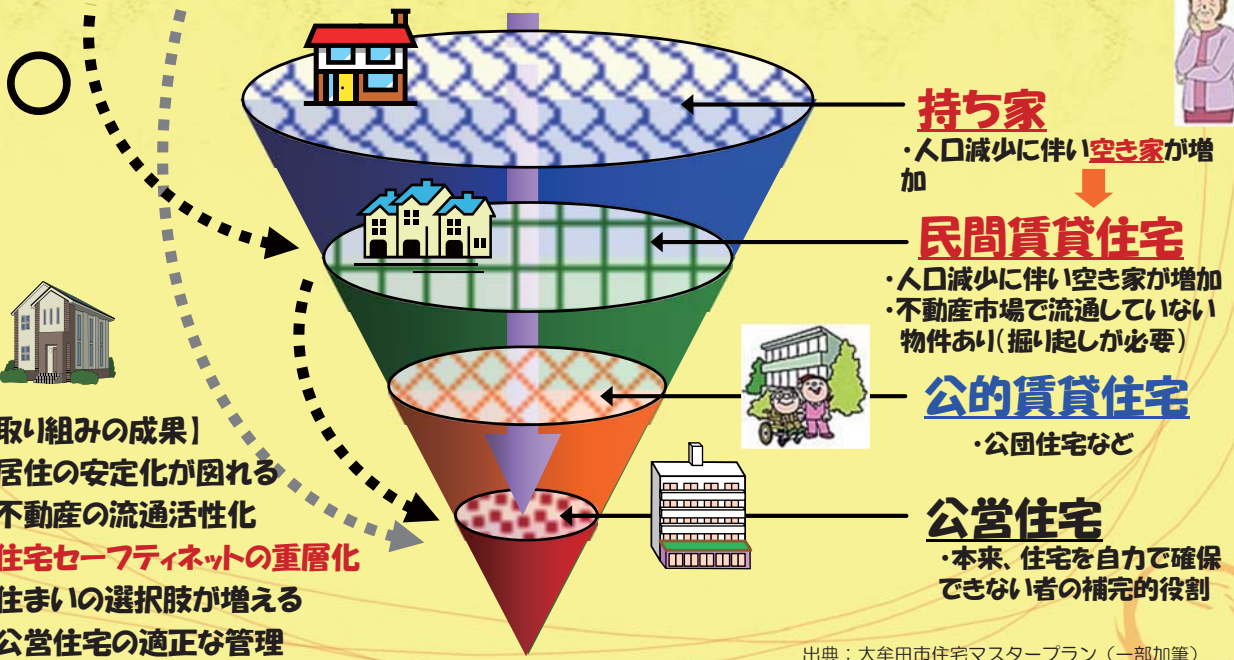 持ち家
・人口減少に伴い空き家が増
加
民間賃貸住宅
・人口減少に伴い空き家が増加
・不動産市場で流通していない
物件あり(掘り起しが必要)
公的賃貸住宅
・公団住宅など
公営住宅
・本来、住宅を自力で確保
できない者の補完的役割
取り組みの成果】
居住の安定化が図れる
不動産の流通活性化
住宅セーフティネットの重層化
住まいの選択肢が増える
公営住宅の適正な管理
出典：大牟田市住宅マスタープラン（一部加筆）